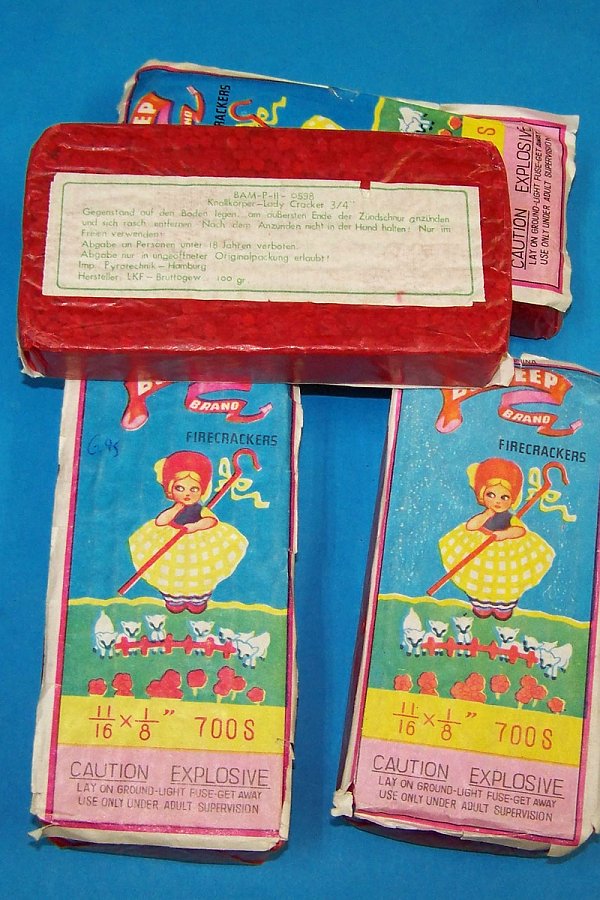 BRAND
CRACKERS
S
CAUTION EXPLOSIVE
LAY ON GROUND-LIGHT FUSE-GET AWAY
USE ONLY UNDER ADULT SUPERVISION
BAM-P-II-0898
Knallkörper-Lady Cracker 3/4"
Gegenstand auf den Boden legen... am äußersten Ende der Zündschnur anzünden
und sich rasch entfernen. Nach dem Anzünden nicht in der Hand halten! Nur im
Freien verwenden!
Abgabe an Personen unter 18 Jahren verboten.
Abgabe nur in ungeöffneter Originalpackung erlaubt!
Imp. Pyrotechnik - Hamburg
Hersteller: LKF - Bruttogew.. 100 gr.
BRAND
FIRECRACKERS
6.45
11/16 x 1/8 " 700S
CAUTION EXPLOSIVE
LAY ON GROUND-LIGHT FUSE-GET AWAY
USE ONLY UNDER ADULT SUPERVISION
EEP
BRAND
FIRECRACKERS
11/16 x 1/8 " 700S
CAUTION EXPLOSIVE
LAY ON GROUND-LIGHT FUSE-GET AWAY
USE ONLY UNDER ADULT SUPERVISION